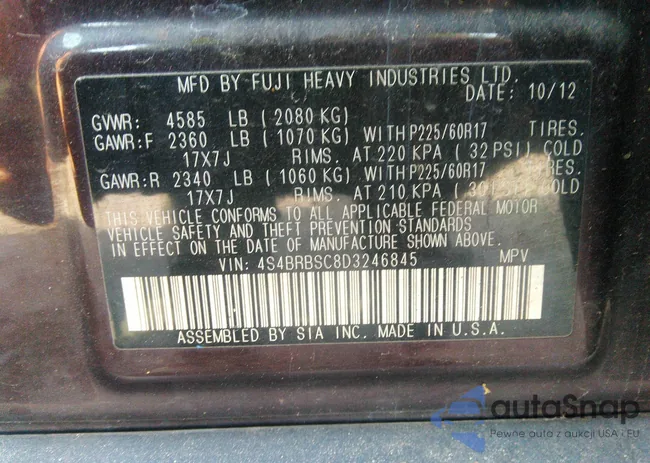 MFD BY FUJI HEAVY INDUSTRIES LTD.
DATE: 10/12
GVWR: 4585 LB (2080 KG)
GAWR:F 2360 LB (1070 KG) WITH P225/60R17 TIRES.
17X7J RIMS. AT 220 KPA (32 PSI) COLD
GAWR:R 2340 LB (1060 KG) WITH P225/60R17 TIRES.
17X7J RIMS. AT 210 KPA ( COLD
THIS VEHICLE CONFORMS TO ALL APPLICABLE FEDERAL MOTOR
VEHICLE SAFETY AND THEFT PREVENTION STANDARDS
IN EFFECT ON THE DATE OF MANUFACTURE SHOWN ABOVE.
VIN: 4S4BRBSC8D3246845 MPV
ASSEMBLED BY SIA INC. MADE IN U.S.A.
autoSnap
Pewne auta z aukcji USA · EU